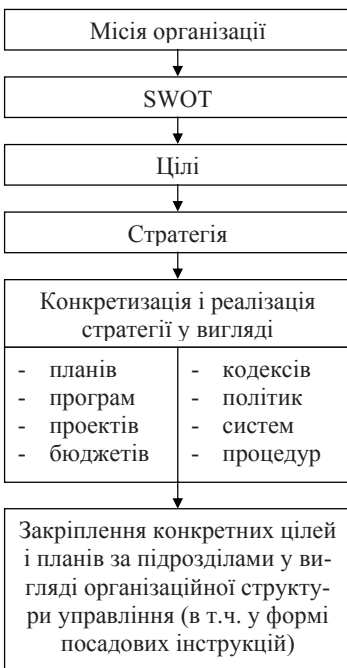 Місія організації
SWOT
Цілі
Стратегія
Конкретизація і реалізація
стратегії у вигляді
- планів
- програм
- проектів
- бюджетів
- кодексів
- політик
- систем
- процедур
Закріплення конкретних цілей
і планів за підрозділами у ви-
гляді організаційної структу-
ри управління (в т.ч. у формі
посадових інструкцій)